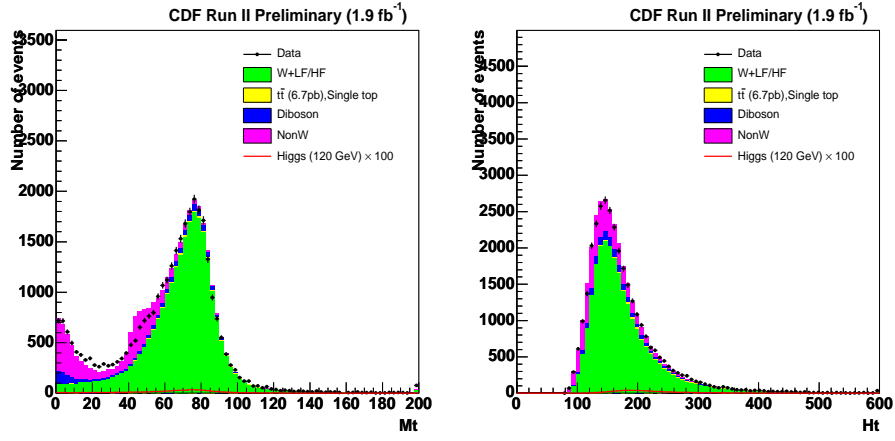 CDF Run II Preliminary (1.9 fb⁻¹)
Number of events
3500
3000
2500
2000
1500
1000
500
0
Data
W+LF/HF
tt̄ (6.7pb),Single top
Diboson
NonW
Higgs (120 GeV) × 100
0 20 40 60 80 100 120 140 160 180 200
Mt
CDF Run II Preliminary (1.9 fb⁻¹)
Number of events
4500
4000
3500
3000
2500
2000
1500
1000
500
0
Data
W+LF/HF
tt̄ (6.7pb),Single top
Diboson
NonW
Higgs (120 GeV) × 100
0 100 200 300 400 500 600
Ht